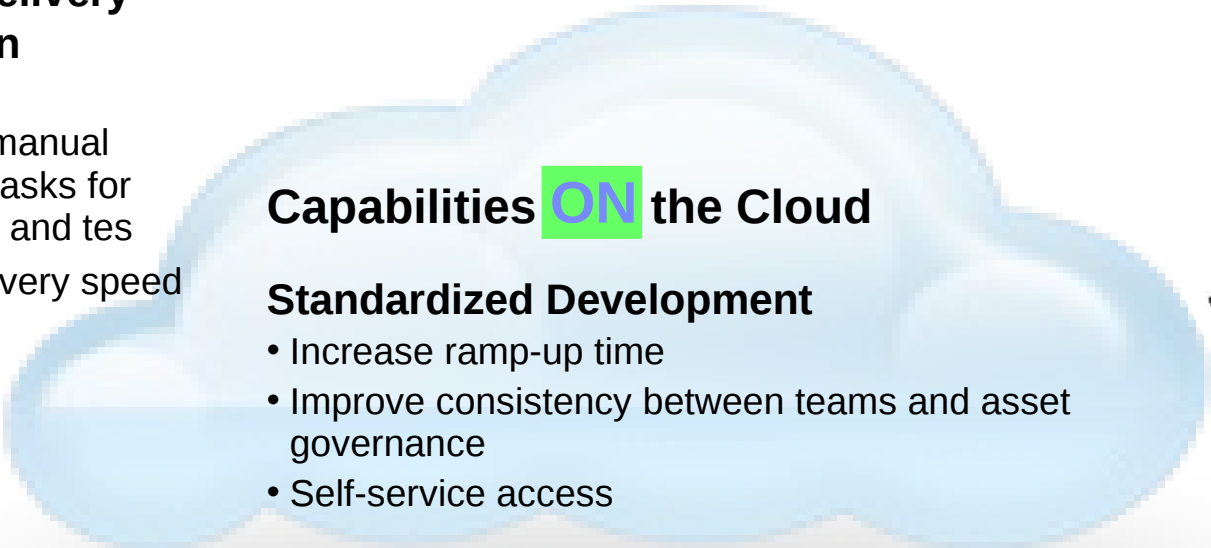 n
manual
asks for
and tes
very speed
Capabilities ON the Cloud
Standardized Development
• Increase ramp-up time
• Improve consistency between teams and asset
governance
• Self-service access